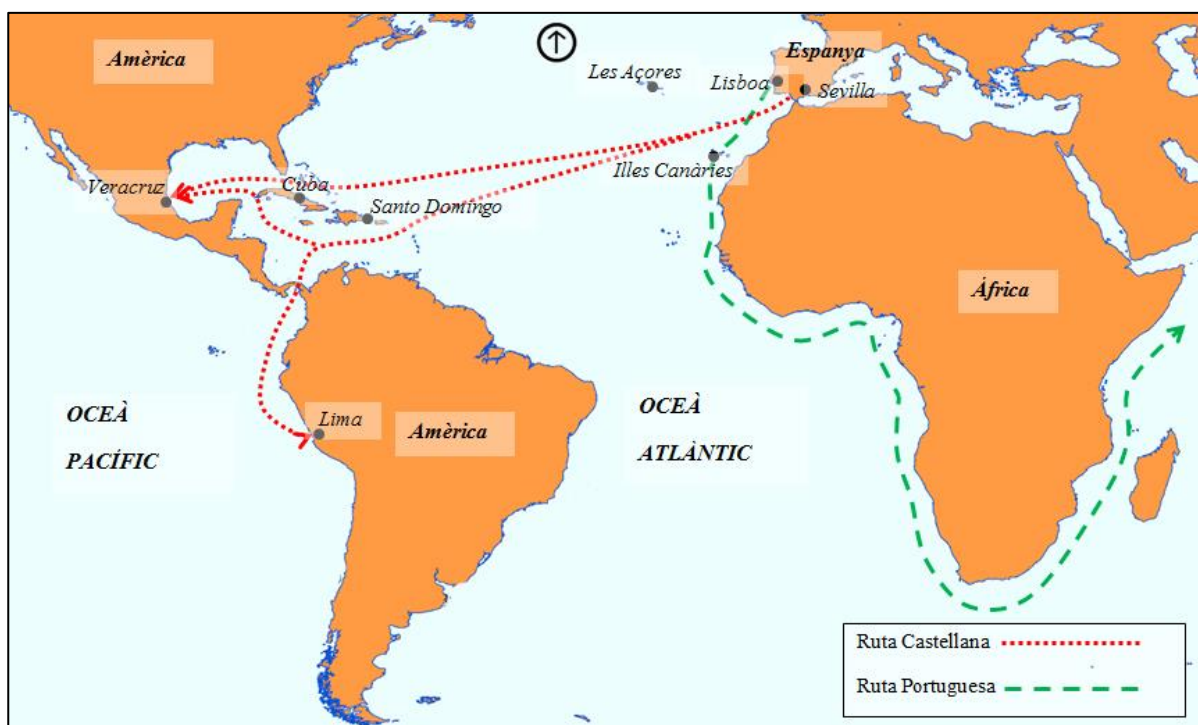 Amèrica
Espanya
Les Açores
Lisboa
Sevilla
Illes Canàries
Veracruz
Cuba
Santo Domingo
Àfrica
OCEÀ
PACÍFIC
Lima
Amèrica
OCEÀ
ATLÀNTIC
Ruta Castellana
Ruta Portuguesa